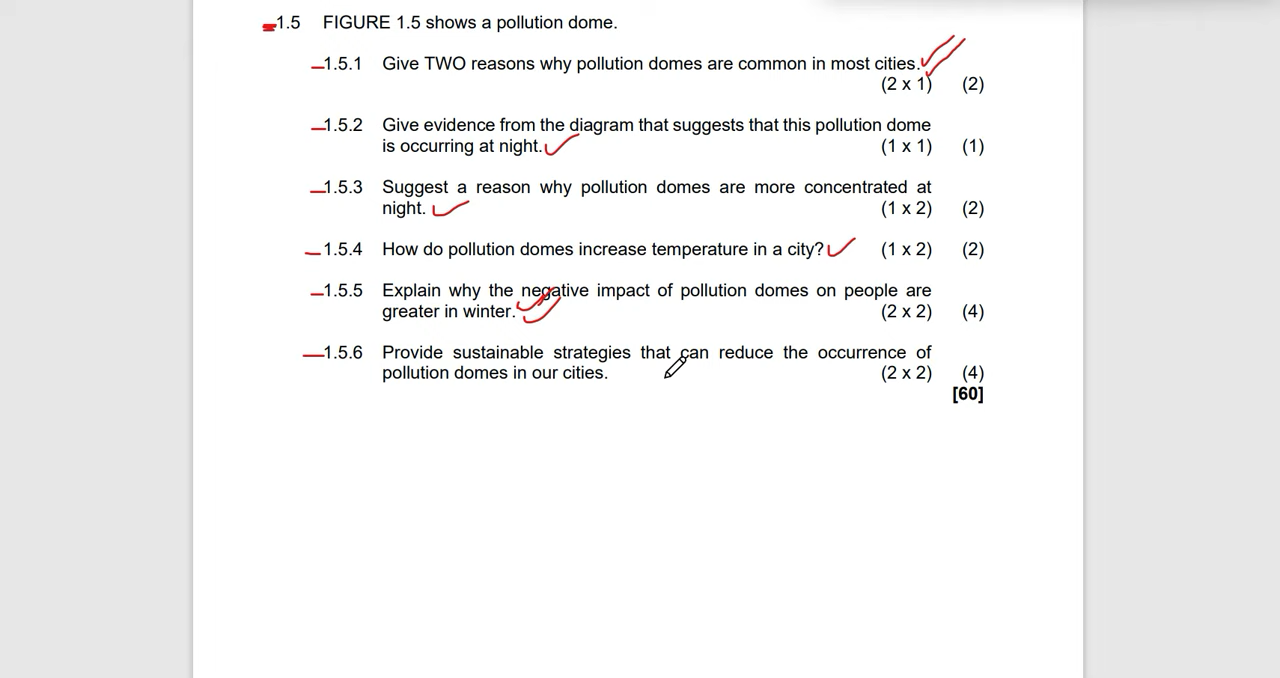 1.5 FIGURE 1.5 shows a pollution dome.
1.5.1 Give TWO reasons why pollution domes are common in most cities.
(2 x 1) (2)
1.5.2 Give evidence from the diagram that suggests that this pollution dome
is occurring at night. (1 x 1) (1)
1.5.3 Suggest a reason why pollution domes are more concentrated at
night. (1 x 2) (2)
1.5.4 How do pollution domes increase temperature in a city? (1 x 2) (2)
1.5.5 Explain why the negative impact of pollution domes on people are
greater in winter. (2 x 2) (4)
1.5.6 Provide sustainable strategies that can reduce the occurrence of
pollution domes in our cities. (2 x 2) (4)
[60]